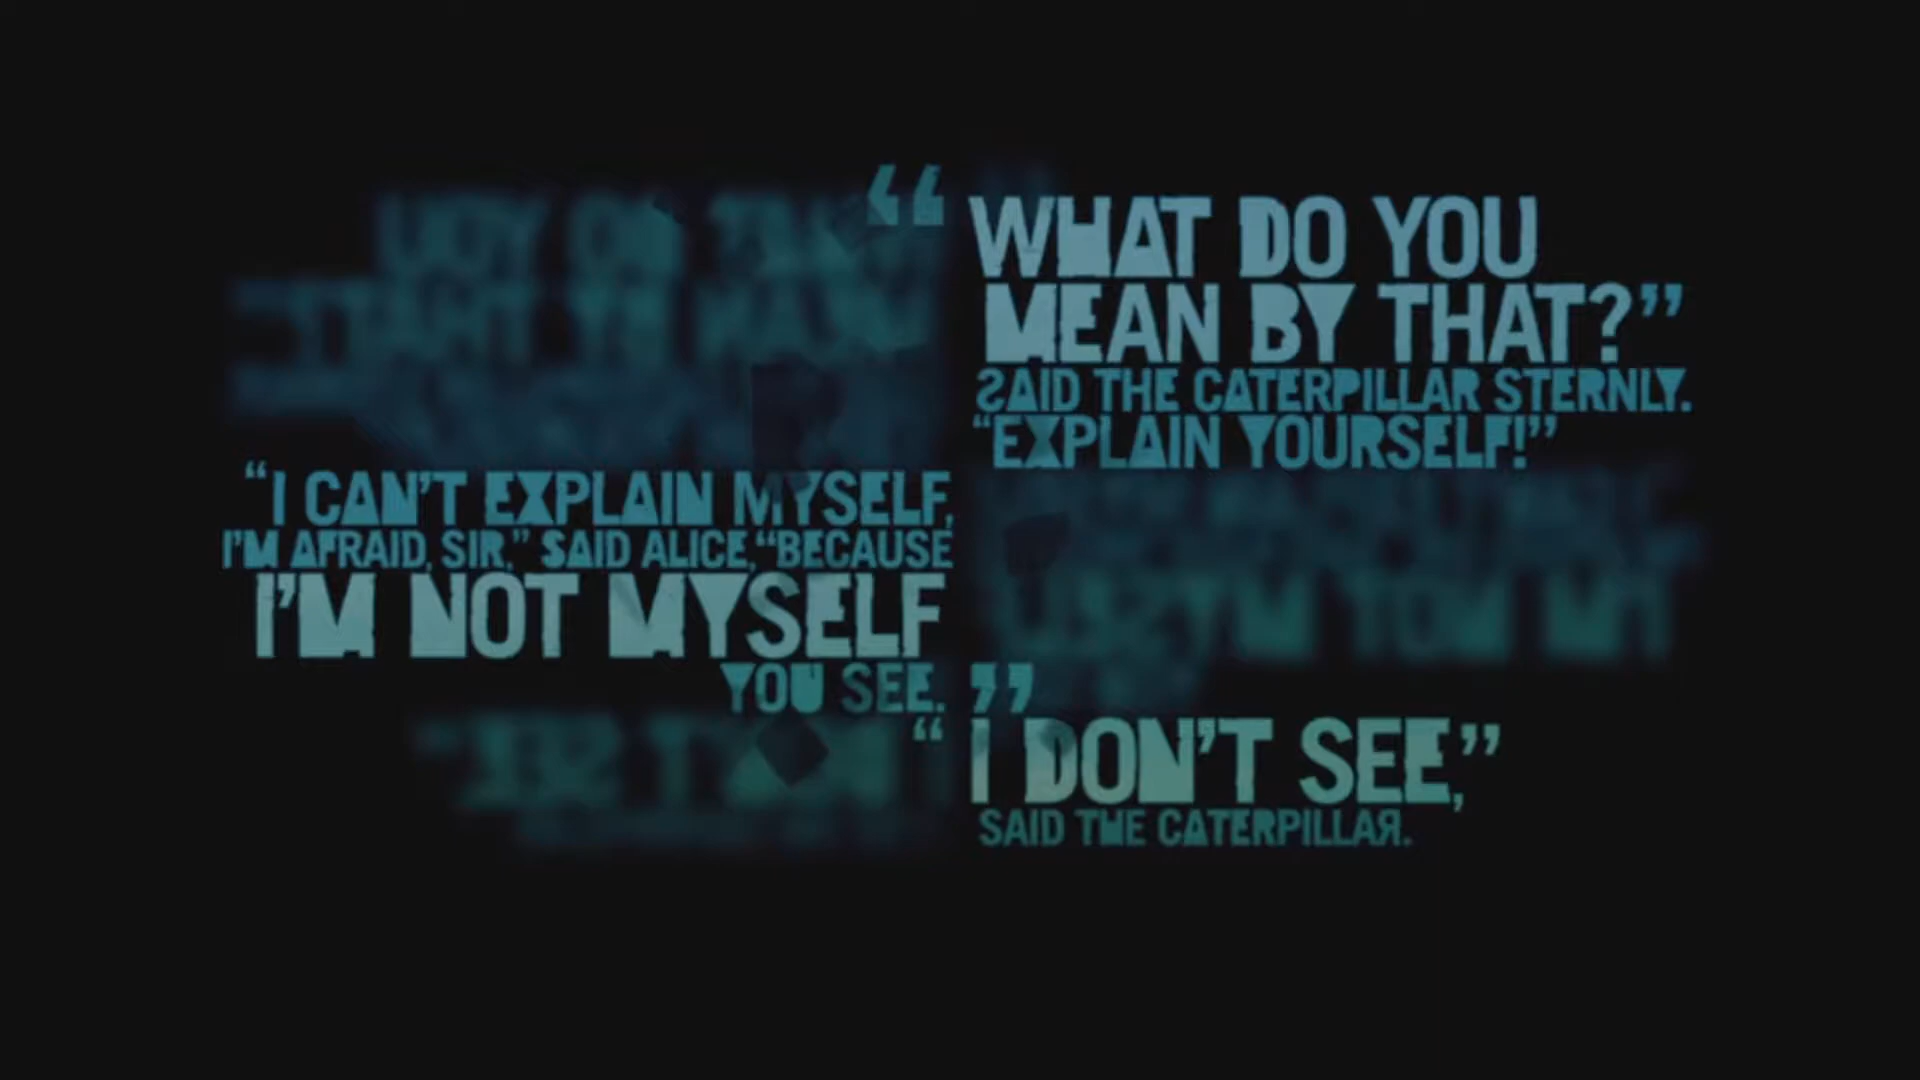 “WHAT DO YOU
MEAN BY THAT?”
SAID THE CATERPILLAR STERNLY.
“EXPLAIN YOURSELF!”
“I CAN’T EXPLAIN MYSELF,
I’M AFRAID, SIR,” SAID ALICE, “BECAUSE
I’M NOT MYSELF
YOU SEE.”
“I DON’T SEE,”
SAID THE CATERPILLAR.